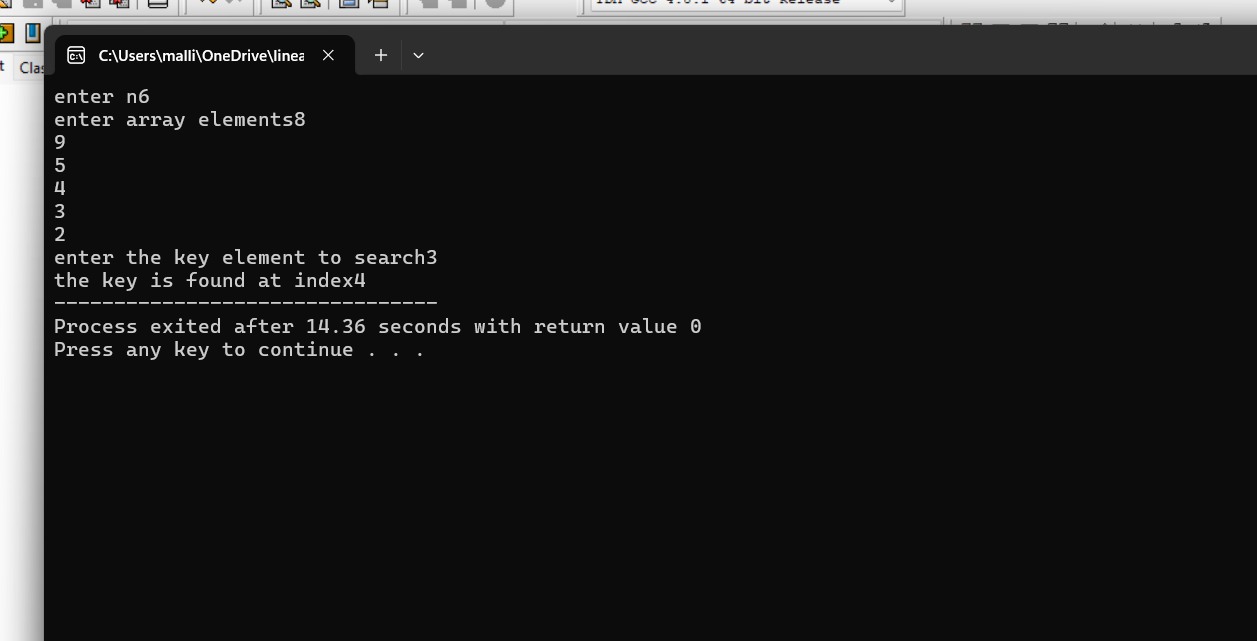 C:\Users\malli\OneDrive\linea
enter n6
enter array elements8
9
5
4
3
2
enter the key element to search3
the key is found at index4
--------------------------------
Process exited after 14.36 seconds with return value 0
Press any key to continue . . .